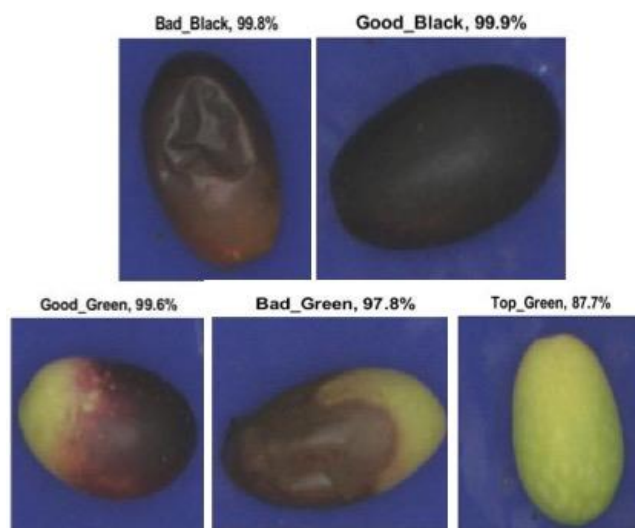 Bad_Black, 99.8%
Good_Black, 99.9%
Good_Green, 99.6%
Bad_Green, 97.8%
Top_Green, 87.7%